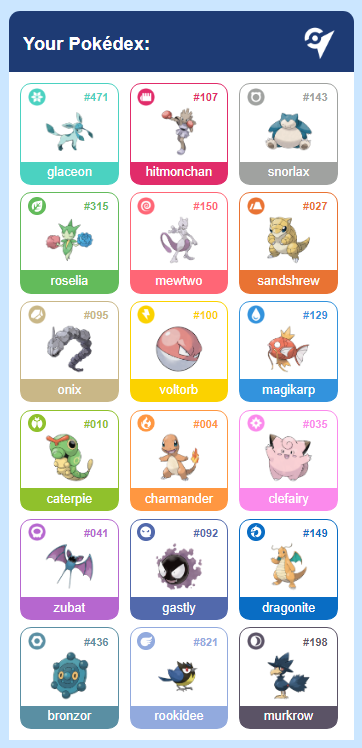 Your Pokédex:
#471 #107 #143
glaceon hitmonchan snorlax
#315 #150 #027
roselia mewtwo sandshrew
#095 #100 #129
onix voltorb magikarp
#010 #004 #035
caterpie charmander clefairy
#041 #092 #149
zubat gastly dragonite
#436 #821 #198
bronzor rookidee murkrow